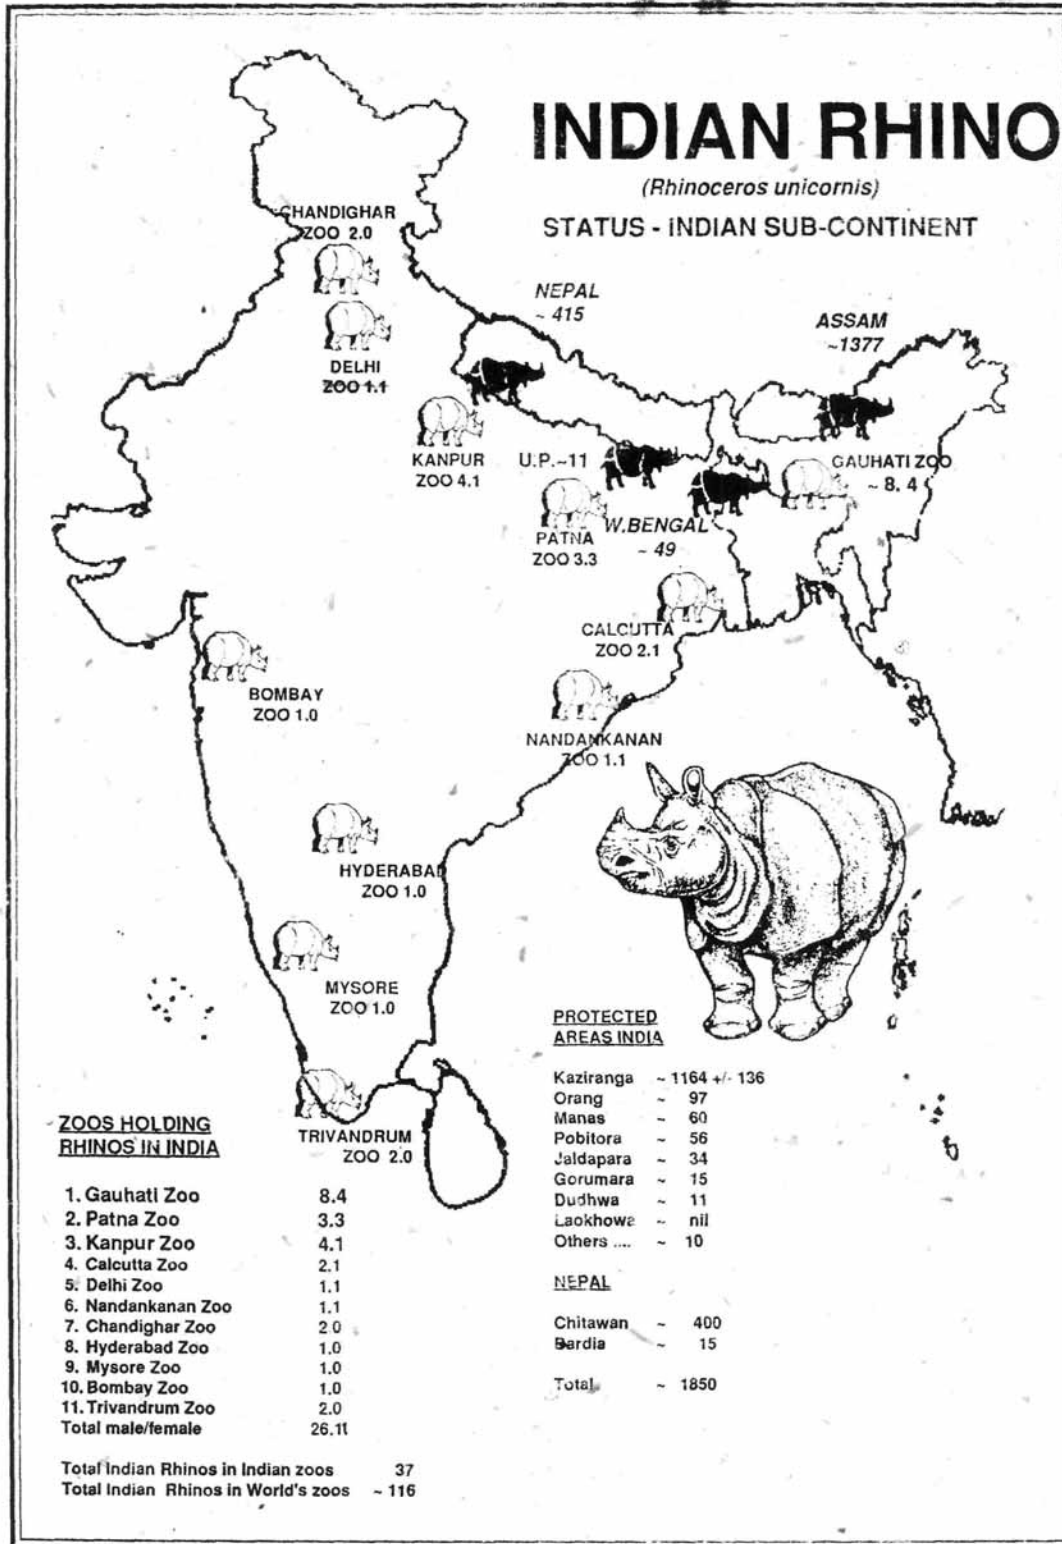 INDIAN RHINO
(Rhinoceros unicornis)
STATUS - INDIAN SUB-CONTINENT
CHANDIGHAR
ZOO 2.0
DELHI
ZOO 1.1
NEPAL
~ 415
ASSAM
~1377
KANPUR
ZOO 4.1
U.P.~11
GAUHATI ZOO
~ 8. 4
PATNA
ZOO 3.3
W.BENGAL
~ 49
CALCUTTA
ZOO 2.1
BOMBAY
ZOO 1.0
NANDANKANAN
ZOO 1.1
HYDERABAD
ZOO 1.0
MYSORE
ZOO 1.0
TRIVANDRUM
ZOO 2.0
ZOOS HOLDING
RHINOS IN INDIA
1. Gauhati Zoo 8.4
2. Patna Zoo 3.3
3. Kanpur Zoo 4.1
4. Calcutta Zoo 2.1
5. Delhi Zoo 1.1
6. Nandankanan Zoo 1.1
7. Chandighar Zoo 2.0
8. Hyderabad Zoo 1.0
9. Mysore Zoo 1.0
10. Bombay Zoo 1.0
11. Trivandrum Zoo 2.0
Total male/female 26.11
Total Indian Rhinos in Indian zoos 37
Total Indian Rhinos in World's zoos ~ 116
PROTECTED
AREAS INDIA
Kaziranga ~ 1164 +/- 136
Orang ~ 97
Manas ~ 60
Pobitora ~ 56
Jaldapara ~ 34
Gorumara ~ 15
Dudhwa ~ 11
Laokhowa ~ nil
Others .... ~ 10
NEPAL
Chitawan ~ 400
Bardia ~ 15
Total ~ 1850